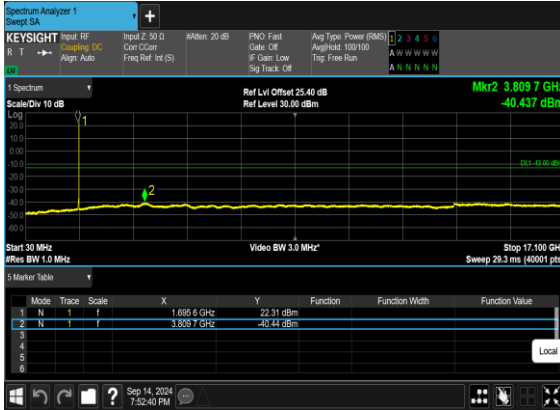 Spectrum Analyzer 1
Swept SA
+
KEYSIGHT Input: RF Input Z: 50 Ω #Atten: 20 dB PNO: Fast Avg Type: Power (RMS) 1 2 3 4 5 6
R T Coupling: DC Corr CCorr Gate: Off Avg|Hold: 100/100 A W W W W W
Align: Auto Freq Ref: Int (S) IF Gain: Low Trig: Free Run
Sig Track: Off A N N N N N
1 Spectrum
Ref Lvl Offset 25.40 dB Mkr2 3.809 7 GHz
Scale/Div 10 dB Ref Level 30.00 dBm -40.437 dBm
Log
1
20.0
10.0
0.00
-10.0
DL1 -13.00 dBm
-20.0
-30.0
2
-40.0
-50.0
-60.0
Start 30 MHz Video BW 3.0 MHz* Stop 17.100 GH
#Res BW 1.0 MHz Sweep 29.3 ms (40001 pts
5 Marker Table
Mode Trace Scale X Y Function Function Width Function Value
1 N 1 f 1.695 6 GHz 22.31 dBm
2 N 1 f 3.809 7 GHz -40.44 dBm
3
4
5
6
Local
? Sep 14, 2024
7:52:40 PM